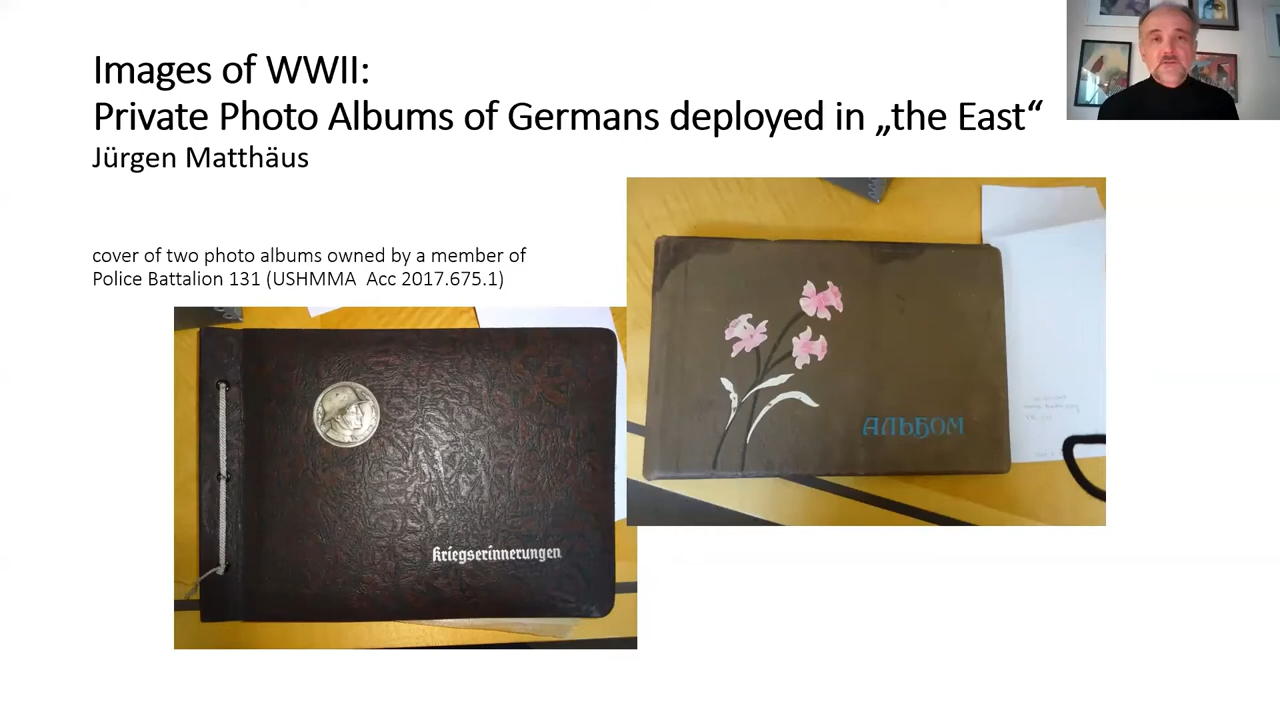 Images of WWII:
Private Photo Albums of Germans deployed in „the East“
Jürgen Matthäus
cover of two photo albums owned by a member of
Police Battalion 131 (USHMMA Acc 2017.675.1)
АЛЬБОМ
Kriegserinnerungen